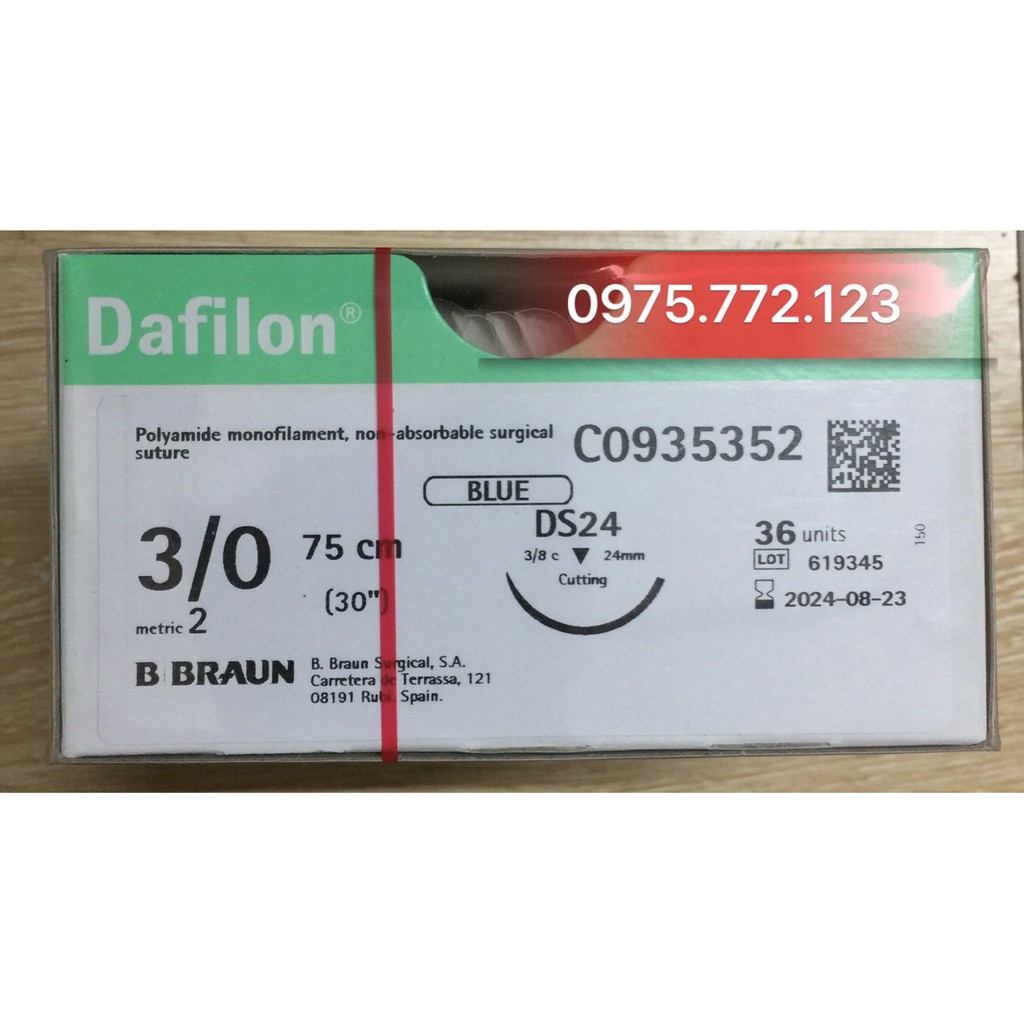 Dafilon®
0975.772.123
Polyamide monofilament, non-absorbable surgical
suture
C0935352
BLUE
DS24
3/8 c ▼ 24mm
Cutting
3/0
75 cm
(30")
metric 2
36 units
LOT 619345
2024-08-23
150
B BRAUN
B. Braun Surgical, S.A.
Carretera de Terrassa, 121
08191 Rubi, Spain.